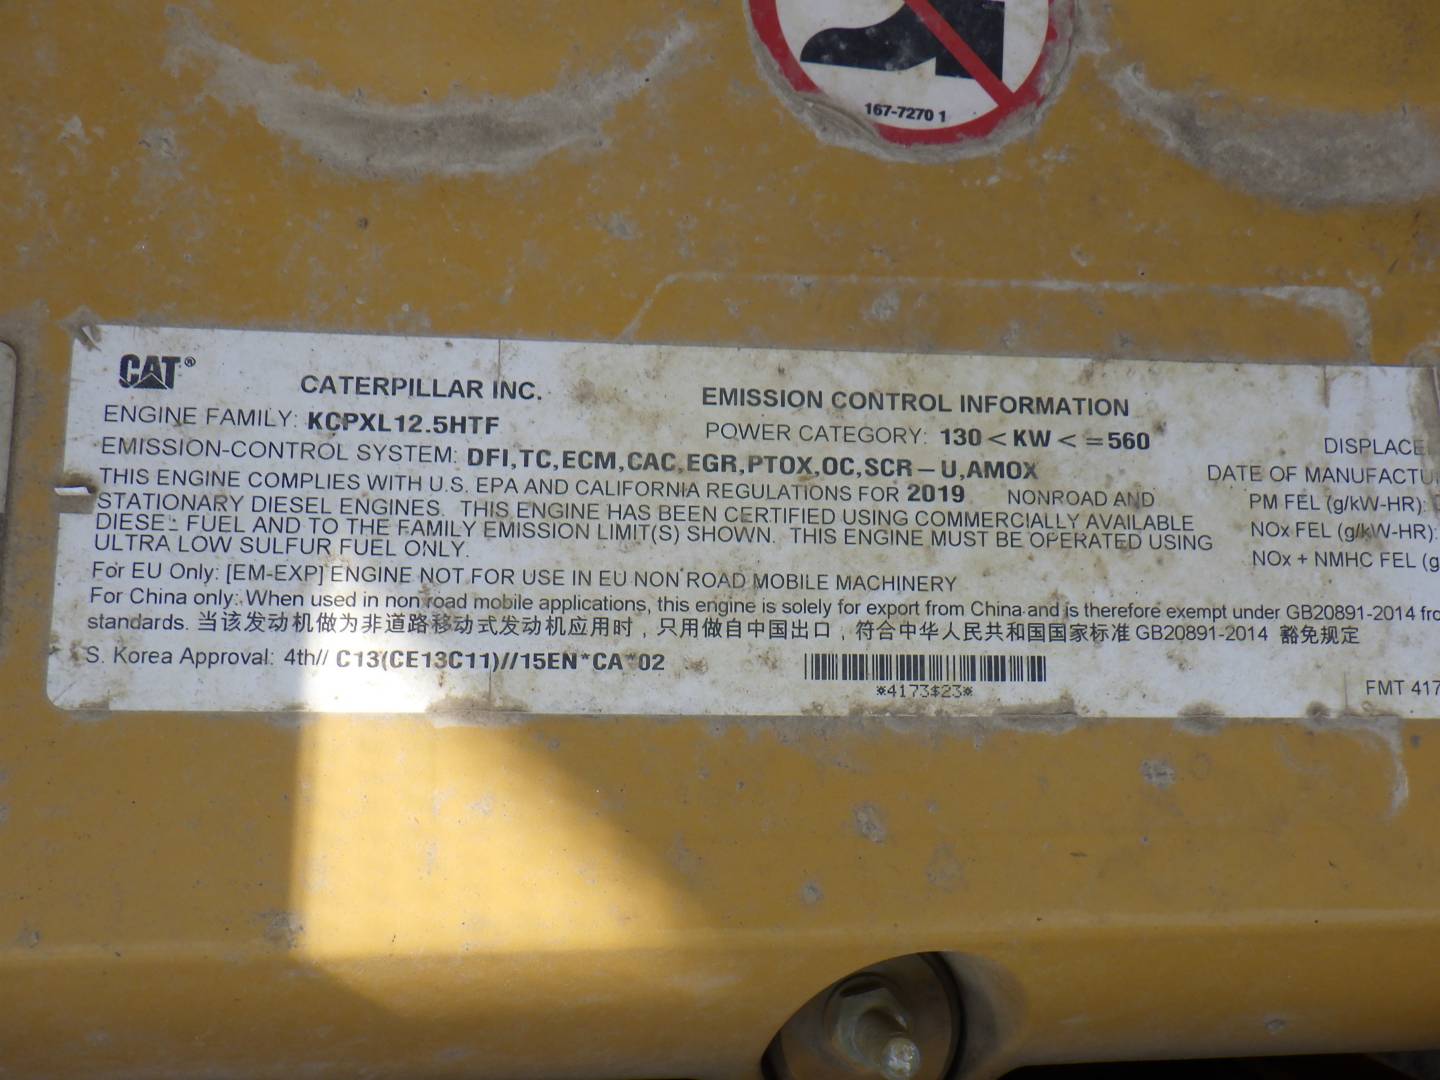 167-7270 1
CAT®
CATERPILLAR INC.
EMISSION CONTROL INFORMATION
ENGINE FAMILY: KCPXL12.5HTF
POWER CATEGORY: 130 < KW < =560
DISPLACE
EMISSION-CONTROL SYSTEM: DFI,TC,ECM,CAC,EGR,PTOX,OC,SCR – U,AMOX
DATE OF MANUFACTU
THIS ENGINE COMPLIES WITH U.S. EPA AND CALIFORNIA REGULATIONS FOR 2019 NONROAD AND
PM FEL (g/kW-HR):
STATIONARY DIESEL ENGINES. THIS ENGINE HAS BEEN CERTIFIED USING COMMERCIALLY AVAILABLE
NOx FEL (g/kW-HR):
DIESEL FUEL AND TO THE FAMILY EMISSION LIMIT(S) SHOWN. THIS ENGINE MUST BE OPERATED USING
NOx + NMHC FEL (g
ULTRA LOW SULFUR FUEL ONLY.
For EU Only: [EM-EXP] ENGINE NOT FOR USE IN EU NON ROAD MOBILE MACHINERY
For China only: When used in non road mobile applications, this engine is solely for export from China and is therefore exempt under GB20891-2014 fro
standards. 当该发动机做为非道路移动式发动机应用时，只用做自中国出口，符合中华人民共和国国家标准 GB20891-2014 豁免规定
S. Korea Approval: 4th// C13(CE13C11)//15EN*CA*02
*4173$23*
FMT 417